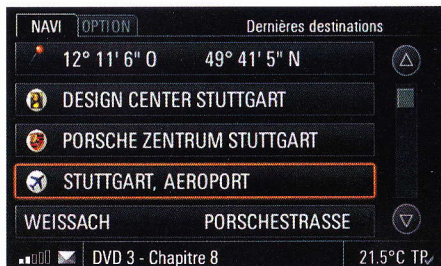 NAVI OPTION Dernières destinations
12° 11' 6" O 49° 41' 5" N
DESIGN CENTER STUTTGART
PORSCHE ZENTRUM STUTTGART
STUTTGART, AEROPORT
WEISSACH PORSCHESTRASSE
DVD 3 - Chapitre 8 21.5°C TP